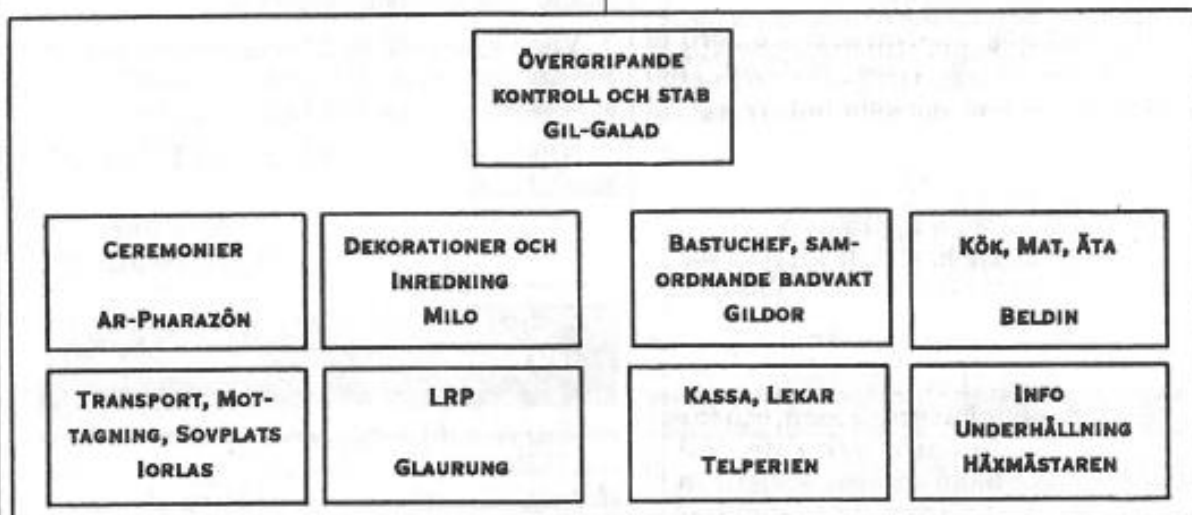 ÖVERGRIPANDE
KONTROLL OCH STAB
GIL-GALAD
CEREMONIER
AR-PHARAZÔN
DEKORATIONER OCH
INREDNING
MILO
BASTUCHEF, SAM-
ORDNANDE BADVAKT
GILDOR
KÖK, MAT, ÄTA
BELDIN
TRANSPORT, MOT-
TAGNING, SOVPLATS
IORLAS
LRP
GLAURUNG
KASSA, LEKAR
TELPERIEN
INFO
UNDERHÅLLNING
HÄXMÄSTAREN